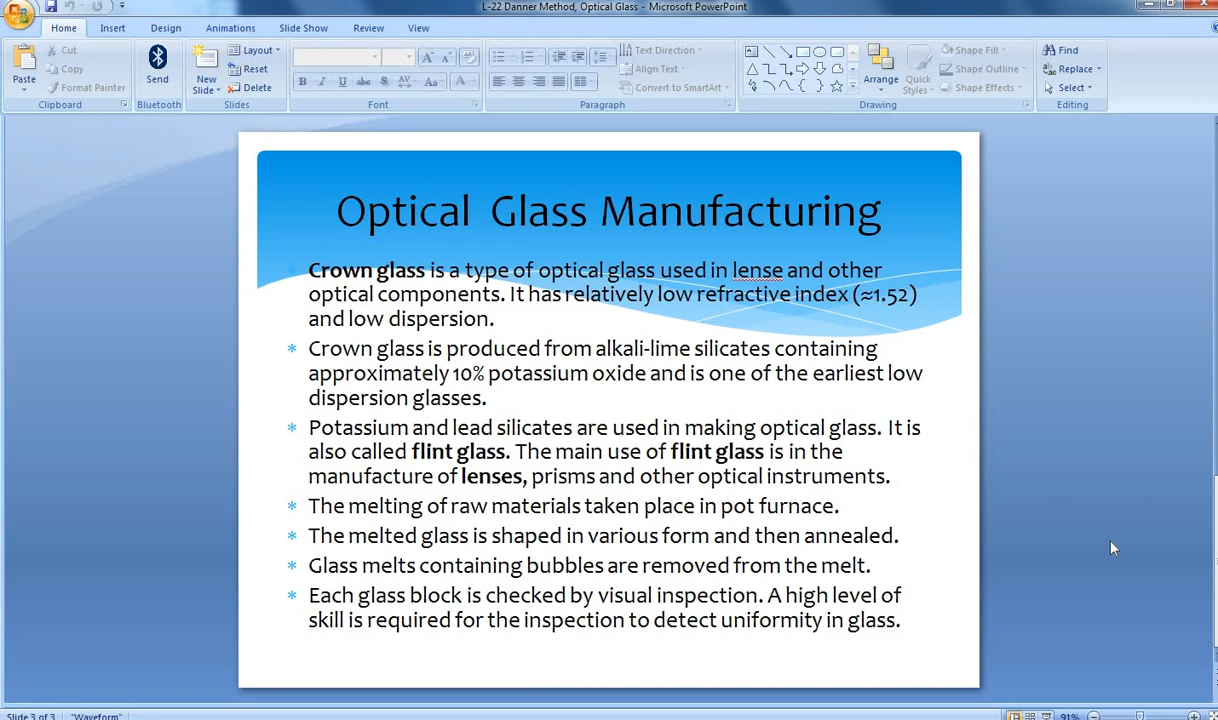 L-22 Danner Method, Optical Glass - Microsoft PowerPoint
Home Insert Design Animations Slide Show Review View
Paste Cut Copy Format Painter
Clipboard
Send
Bluetooth
New Slide Layout Reset Delete
Slides
B I U abc S AV Aa A
Font
Text Direction Align Text Convert to SmartArt
Paragraph
Arrange Quick Styles Shape Fill Shape Outline Shape Effects
Drawing
Find Replace Select
Editing
Optical Glass Manufacturing
Crown glass is a type of optical glass used in lense and other
optical components. It has relatively low refractive index (≈1.52)
and low dispersion.
* Crown glass is produced from alkali-lime silicates containing
approximately 10% potassium oxide and is one of the earliest low
dispersion glasses.
* Potassium and lead silicates are used in making optical glass. It is
also called flint glass. The main use of flint glass is in the
manufacture of lenses, prisms and other optical instruments.
* The melting of raw materials taken place in pot furnace.
* The melted glass is shaped in various form and then annealed.
* Glass melts containing bubbles are removed from the melt.
* Each glass block is checked by visual inspection. A high level of
skill is required for the inspection to detect uniformity in glass.
Slide 3 of 3 "Waveform" 91%